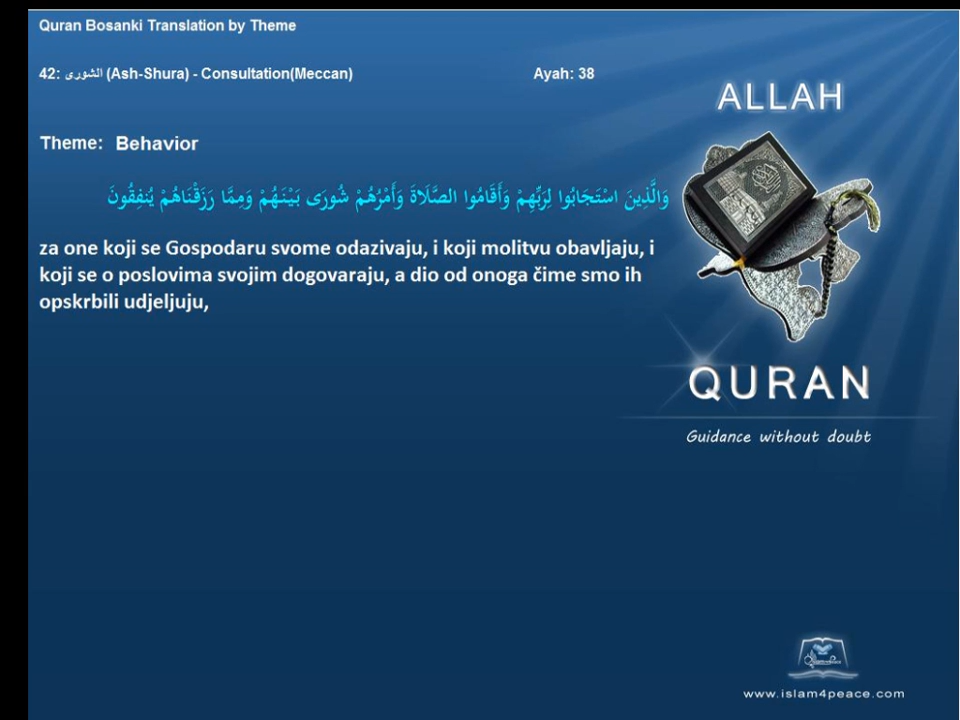 Quran Bosanki Translation by Theme
42: الشورى (Ash-Shura) - Consultation(Meccan)
Ayah: 38
Theme: Behavior
وَالَّذِينَ اسْتَجَابُوا لِرَبِّهِمْ وَأَقَامُوا الصَّلَاةَ وَأَمْرُهُمْ شُورَى بَيْنَهُمْ وَمِمَّا رَزَقْنَاهُمْ يُنفِقُونَ
za one koji se Gospodaru svome odazivaju, i koji molitvu obavljaju, i
koji se o poslovima svojim dogovaraju, a dio od onoga čime smo ih
opskrbili udjeljuju,
ALLAH
QURAN
Guidance without doubt
www.islam4peace.com